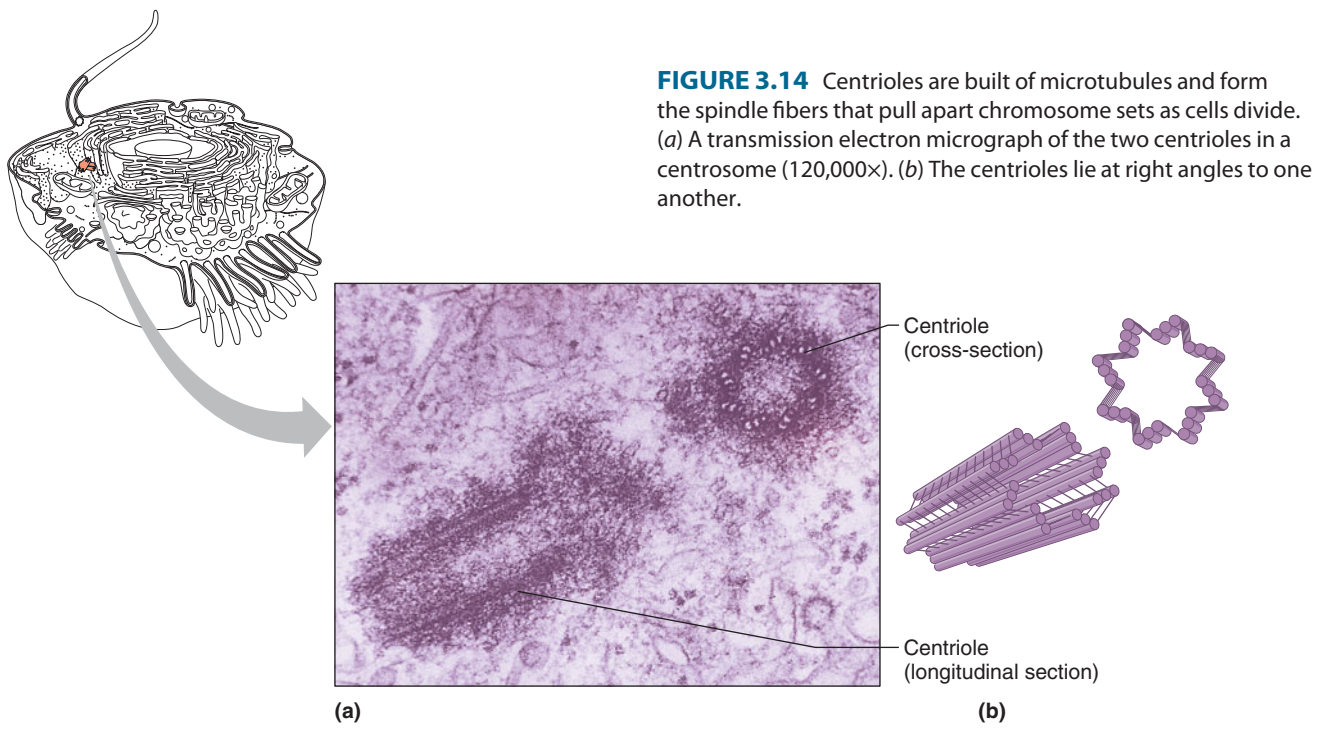 FIGURE 3.14 Centrioles are built of microtubules and form
the spindle fibers that pull apart chromosome sets as cells divide.
(a) A transmission electron micrograph of the two centrioles in a
centrosome (120,000×). (b) The centrioles lie at right angles to one
another.
Centriole
(cross-section)
Centriole
(longitudinal section)
(a)
(b)